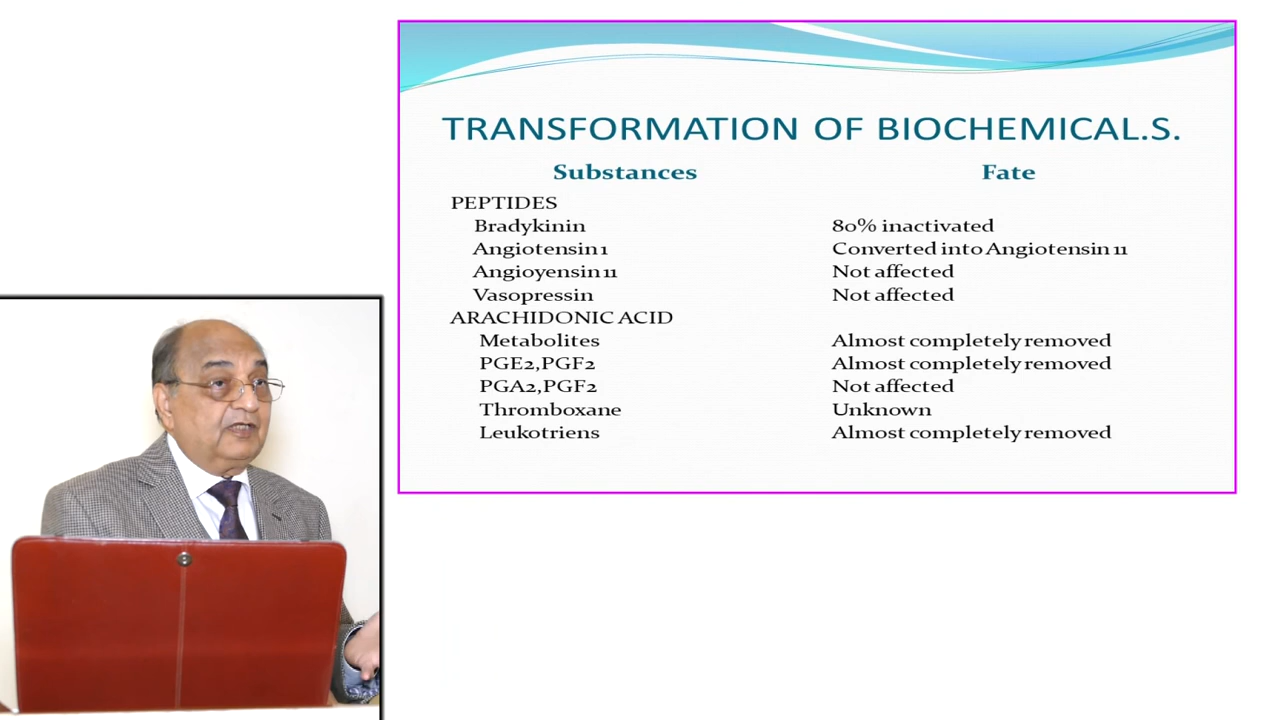 TRANSFORMATION OF BIOCHEMICAL.S.
Substances Fate
PEPTIDES
Bradykinin 80% inactivated
Angiotensin 1 Converted into Angiotensin 11
Angioyensin 11 Not affected
Vasopressin Not affected
ARACHIDONIC ACID
Metabolites Almost completely removed
PGE2,PGF2 Almost completely removed
PGA2,PGF2 Not affected
Thromboxane Unknown
Leukotriens Almost completely removed